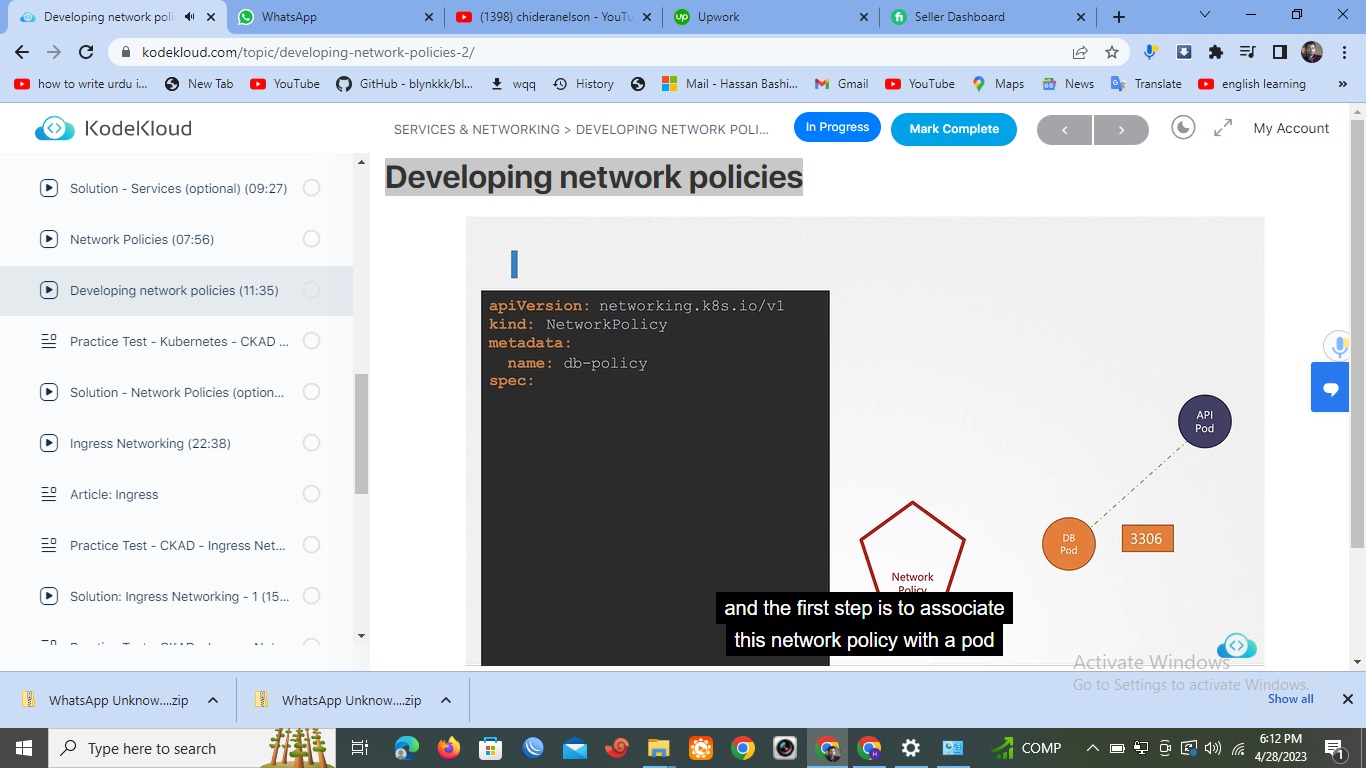 Developing network poli
WhatsApp
(1398) chideranelson - YouTu
Upwork
Seller Dashboard
kodekloud.com/topic/developing-network-policies-2/
how to write urdu i...
New Tab
YouTube
GitHub - blynkkk/bl...
wqq
History
Mail - Hassan Bashi...
Gmail
YouTube
Maps
News
Translate
english learning
»
KodeKloud
SERVICES & NETWORKING > DEVELOPING NETWORK POLI...
In Progress
Mark Complete
My Account
Solution - Services (optional) (09:27)
Network Policies (07:56)
Developing network policies (11:35)
Practice Test - Kubernetes - CKAD ...
Solution - Network Policies (option...
Ingress Networking (22:38)
Article: Ingress
Practice Test - CKAD - Ingress Net...
Solution: Ingress Networking - 1 (15...
Developing network policies
apiVersion: networking.k8s.io/v1
kind: NetworkPolicy
metadata:
name: db-policy
spec:
API
Pod
DB
Pod
3306
Network
Policy
and the first step is to associate
this network policy with a pod
Activate Windows
Go to Settings to activate Windows.
WhatsApp Unknow....zip
WhatsApp Unknow....zip
Show all
Type here to search
COMP
6:12 PM
4/28/2023
1